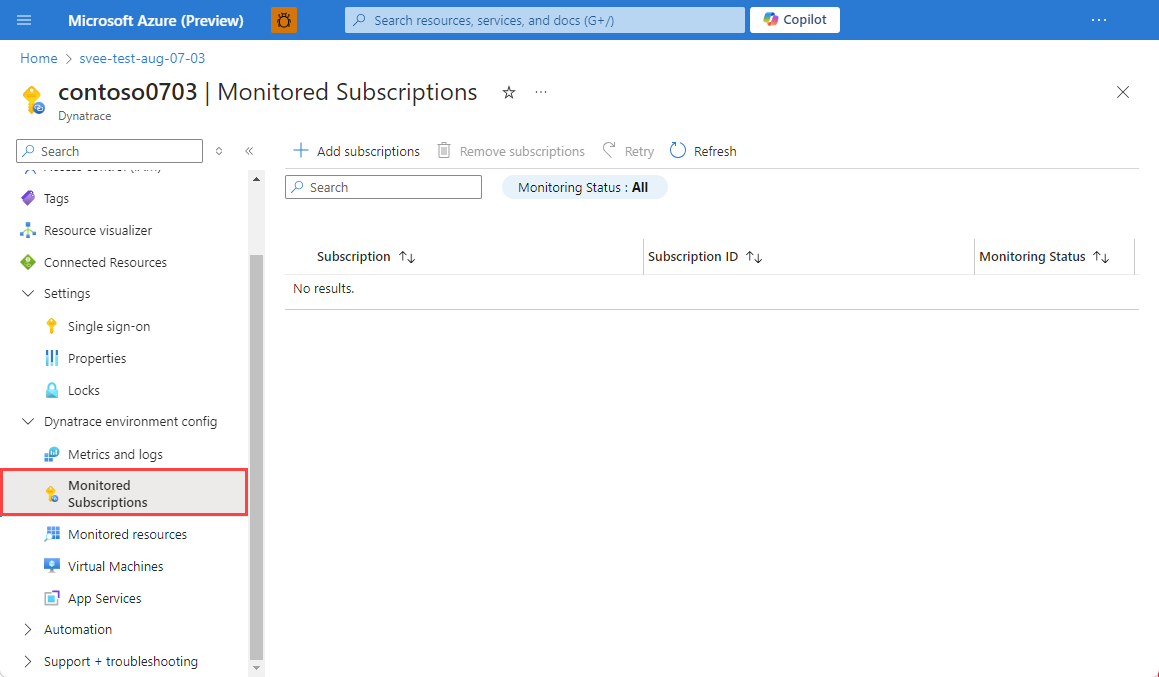 Microsoft Azure (Preview)
Search resources, services, and docs (G+/)
Copilot
Home > svee-test-aug-07-03
contoso0703 | Monitored Subscriptions
Dynatrace
Search
Add subscriptions
Remove subscriptions
Retry
Refresh
Search
Monitoring Status : All
Subscription
Subscription ID
Monitoring Status
No results.
Access control (IAM)
Tags
Resource visualizer
Connected Resources
Settings
Single sign-on
Properties
Locks
Dynatrace environment config
Metrics and logs
Monitored
Subscriptions
Monitored resources
Virtual Machines
App Services
Automation
Support + troubleshooting